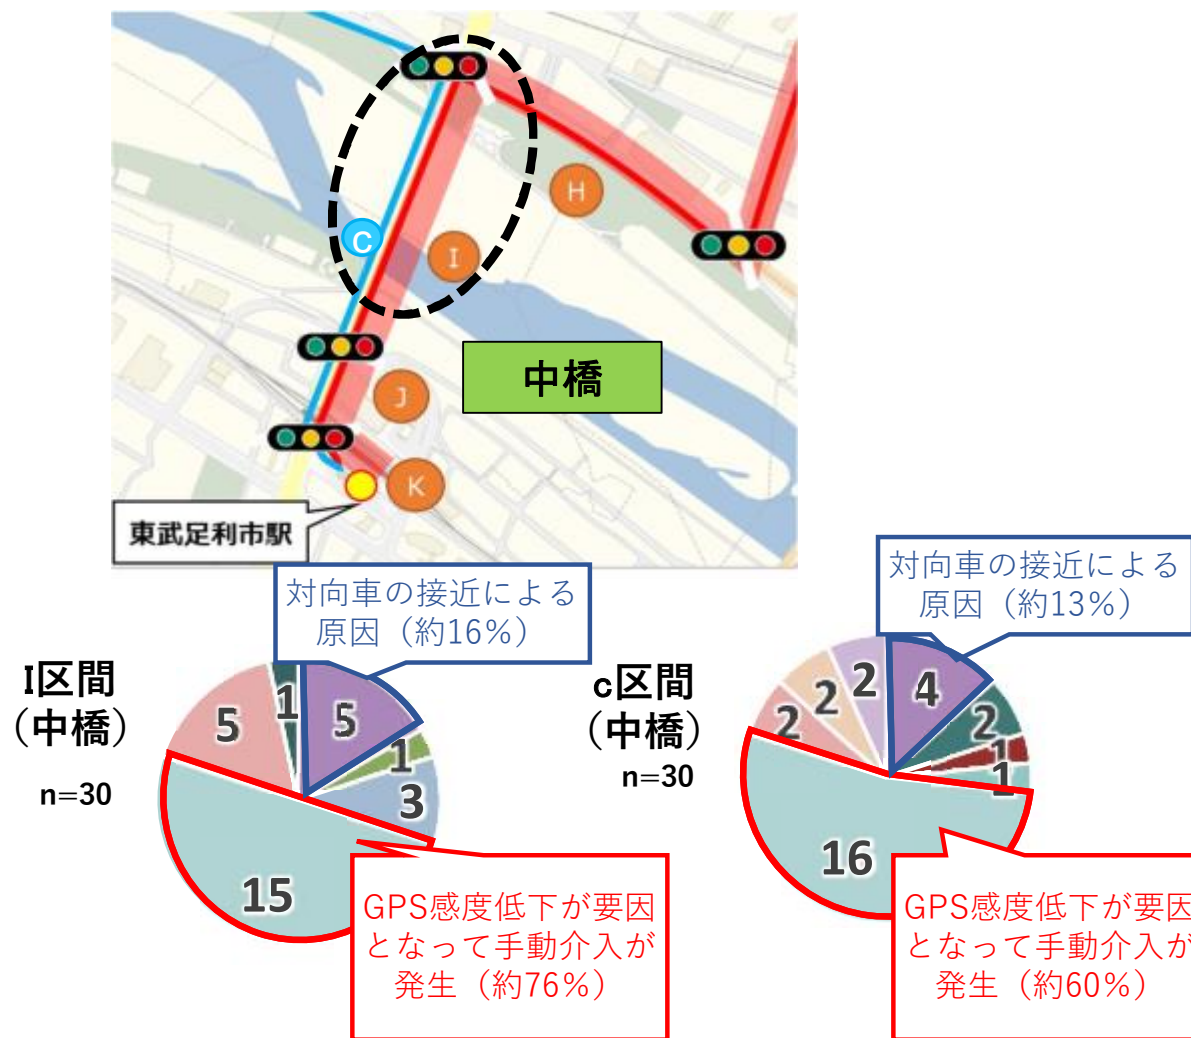 H
C
I
中橋
J
K
東武足利市駅
対向車の接近による
原因（約16%）
I区間
（中橋）
n=30
5
1
5
1
3
15
GPS感度低下が要因
となって手動介入が
発生（約76%）
対向車の接近による
原因（約13%）
c区間
（中橋）
n=30
2
2
2
4
2
1
1
16
GPS感度低下が要因
となって手動介入が
発生（約60%）